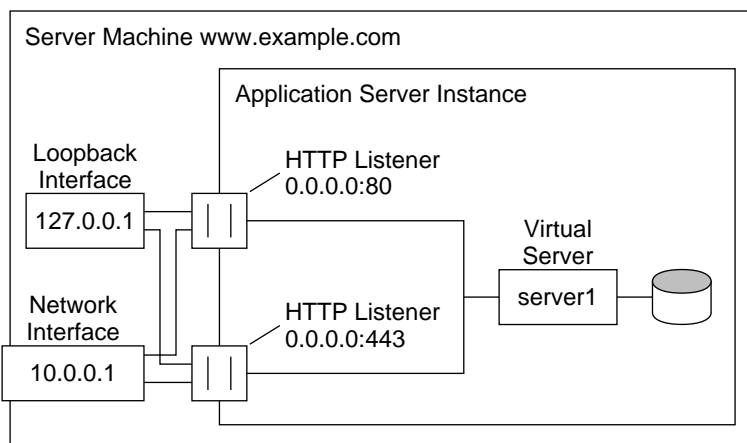 Server Machine www.example.com
Application Server Instance
Loopback
Interface
127.0.0.1
HTTP Listener
0.0.0.0:80
Virtual
Server
server1
Network
Interface
10.0.0.1
HTTP Listener
0.0.0.0:443